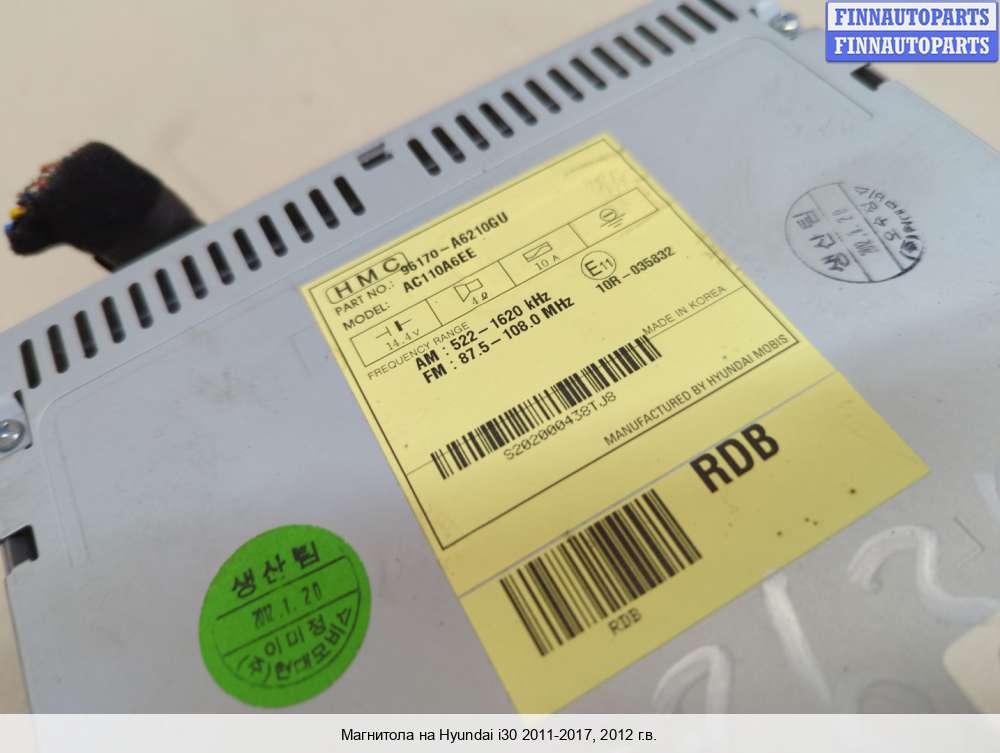 FINNAUTOPARTS
FINNAUTOPARTS
HMC
PART NO.: 96170-A6210GU
MODEL: AC110A6EE
14.4 v
4 Ω
10 A
E11
10R-035832
FREQUENCY RANGE
AM : 522-1620 kHz
FM : 87.5-108.0 MHz
MADE IN KOREA
S202000438TJ8
MANUFACTURED BY HYUNDAI MOBIS
RDB
RDB
생산팀
2012.1.20
이미정
(주)현대모비스
Магнитола на Hyundai i30 2011-2017, 2012 г.в.